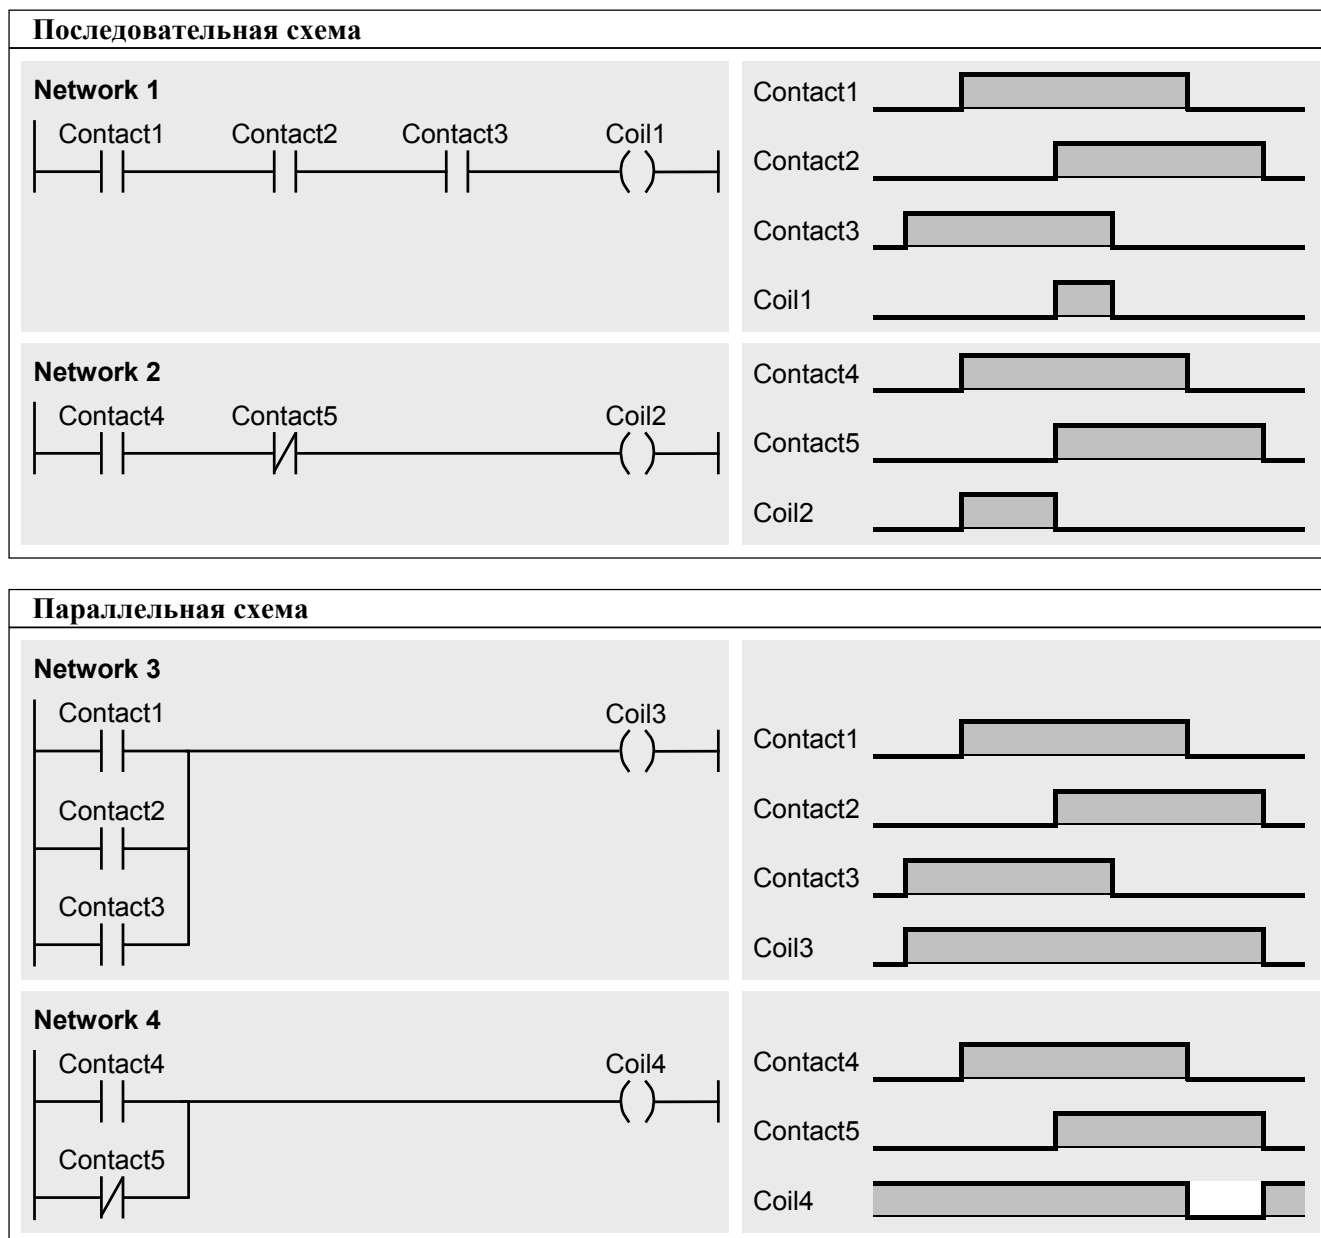 Последовательная схема
Network 1
Contact1 Contact2 Contact3 Coil1
Contact1
Contact2
Contact3
Coil1
Network 2
Contact4 Contact5 Coil2
Contact4
Contact5
Coil2
Параллельная схема
Network 3
Contact1 Coil3
Contact2
Contact3
Contact1
Contact2
Contact3
Coil3
Network 4
Contact4 Coil4
Contact5
Contact4
Contact5
Coil4